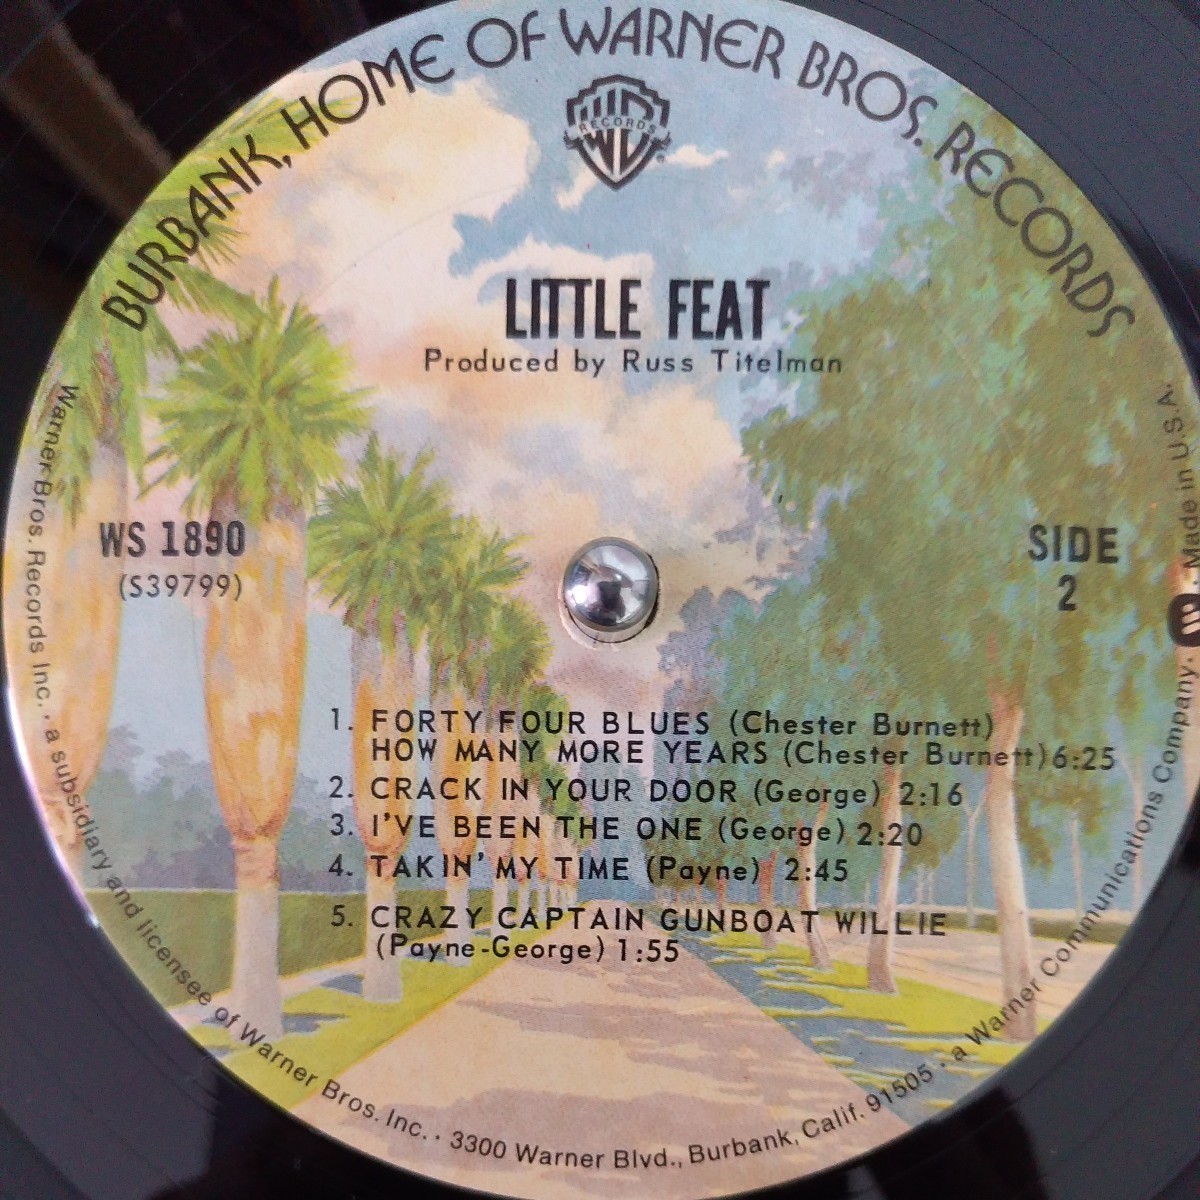 BURBANK, HOME OF WARNER BROS. RECORDS
RECORDS
LITTLE FEAT
Produced by Russ Titelman
WS 1890
(S39799)
SIDE
2
1. FORTY FOUR BLUES (Chester Burnett)
HOW MANY MORE YEARS (Chester Burnett) 6:25
2. CRACK IN YOUR DOOR (George) 2:16
3. I'VE BEEN THE ONE (George) 2:20
4. TAKIN' MY TIME (Payne) 2:45
5. CRAZY CAPTAIN GUNBOAT WILLIE
(Payne-George) 1:55
Warner Bros. Records Inc. · a subsidiary and licensee of Warner Bros. Inc. · 3300 Warner Blvd., Burbank, Calif. 91505 · a Warner Communications Company. Made in U.S.A.